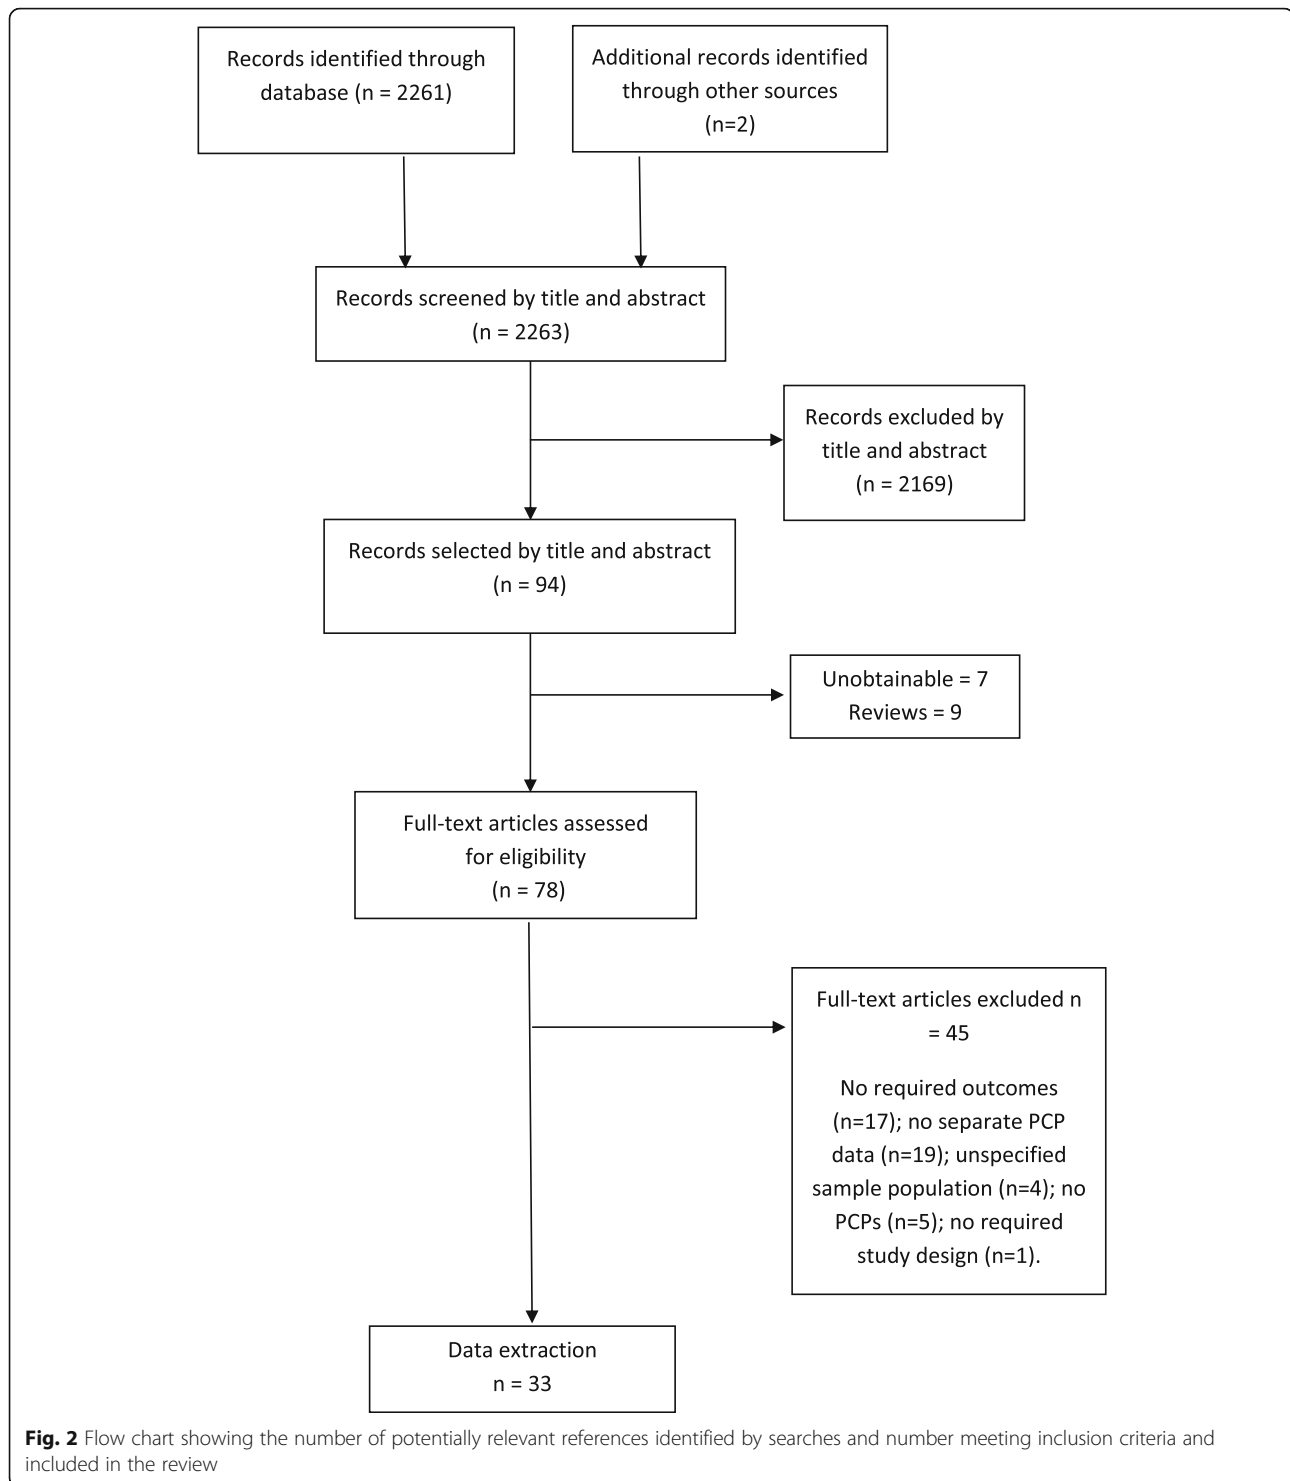 Records identified through
database (n = 2261)
Additional records identified
through other sources
(n=2)
Records screened by title and abstract
(n = 2263)
Records excluded by
title and abstract
(n = 2169)
Records selected by title and abstract
(n = 94)
Unobtainable = 7
Reviews = 9
Full-text articles assessed
for eligibility
(n = 78)
Full-text articles excluded n
= 45
No required outcomes
(n=17); no separate PCP
data (n=19); unspecified
sample population (n=4); no
PCPs (n=5); no required
study design (n=1).
Data extraction
n = 33
Fig. 2 Flow chart showing the number of potentially relevant references identified by searches and number meeting inclusion criteria and
included in the review